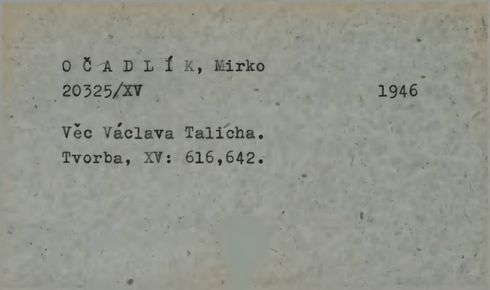 O Č A D L Í K, Mirko
20325/XV 1946
Věc Václava Talicha.
Tvorba, XV: 616,642.